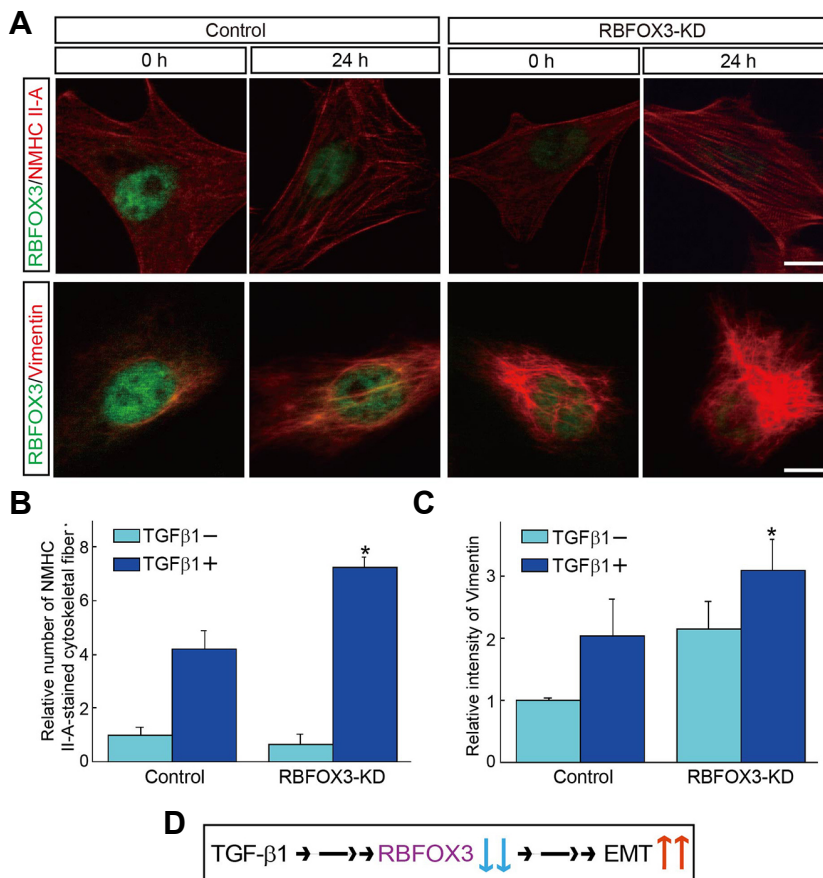 A
Control
RBFOX3-KD
0 h
24 h
0 h
24 h
RBFOX3/NMHC II-A
RBFOX3/Vimentin
B
Relative number of NMHC
II-A-stained cytoskeletal fiber
TGFβ1−
TGFβ1+
8
6
4
2
0
*
Control
RBFOX3-KD
C
Relative intensity of Vimentin
TGFβ1−
TGFβ1+
3
2
1
0
*
Control
RBFOX3-KD
D
TGF-β1 → → → RBFOX3 ↓↓ → → → EMT ↑↑